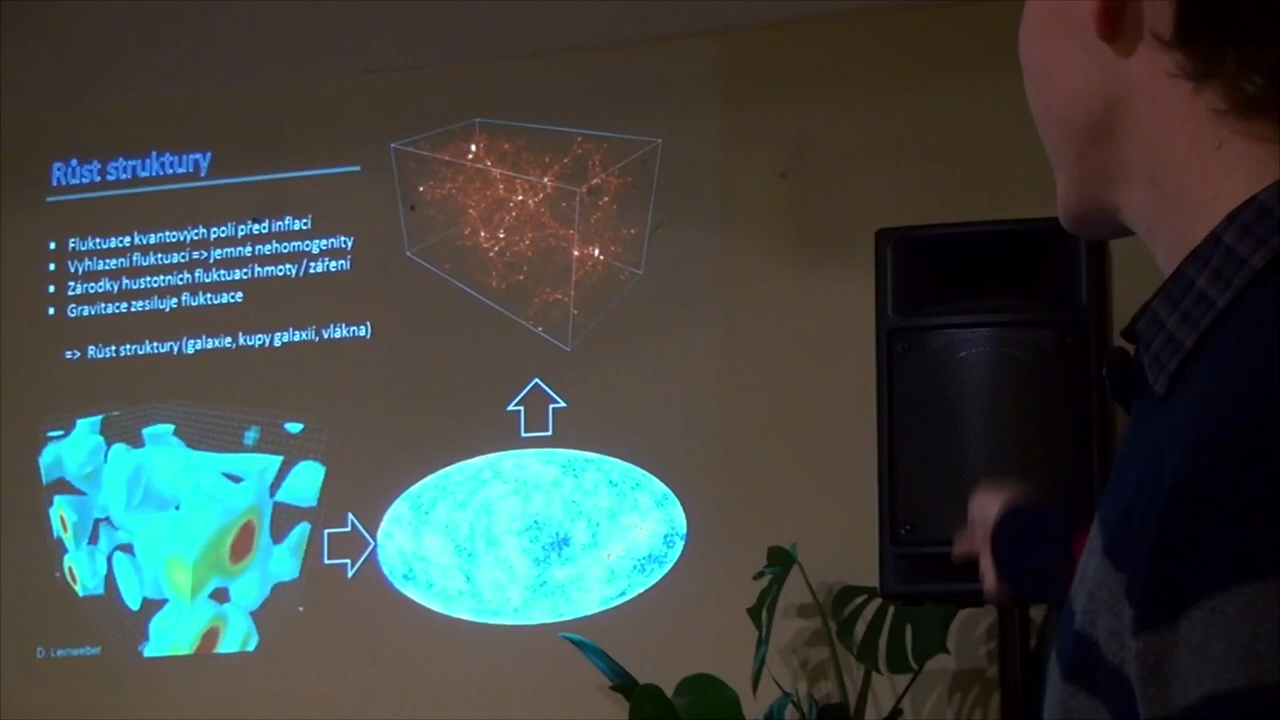 Růst struktury
Fluktuace kvantových polí před inflací
Vyhlazení fluktuací => jemné nehomogenity
Zárodky hustotních fluktuací hmoty / záření
Gravitace zesiluje fluktuace
=> Růst struktury (galaxie, kupy galaxií, vlákna)
D. Leinweber